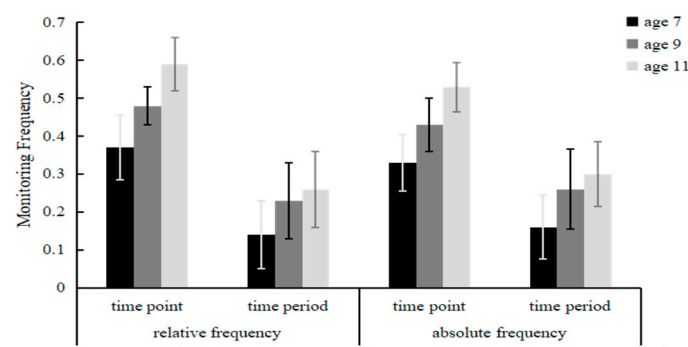 0.7
0.6
0.5
0.4
0.3
0.2
0.1
0
Monitoring Frequency
age 7
age 9
age 11
time point time period time point time period
relative frequency absolute frequency